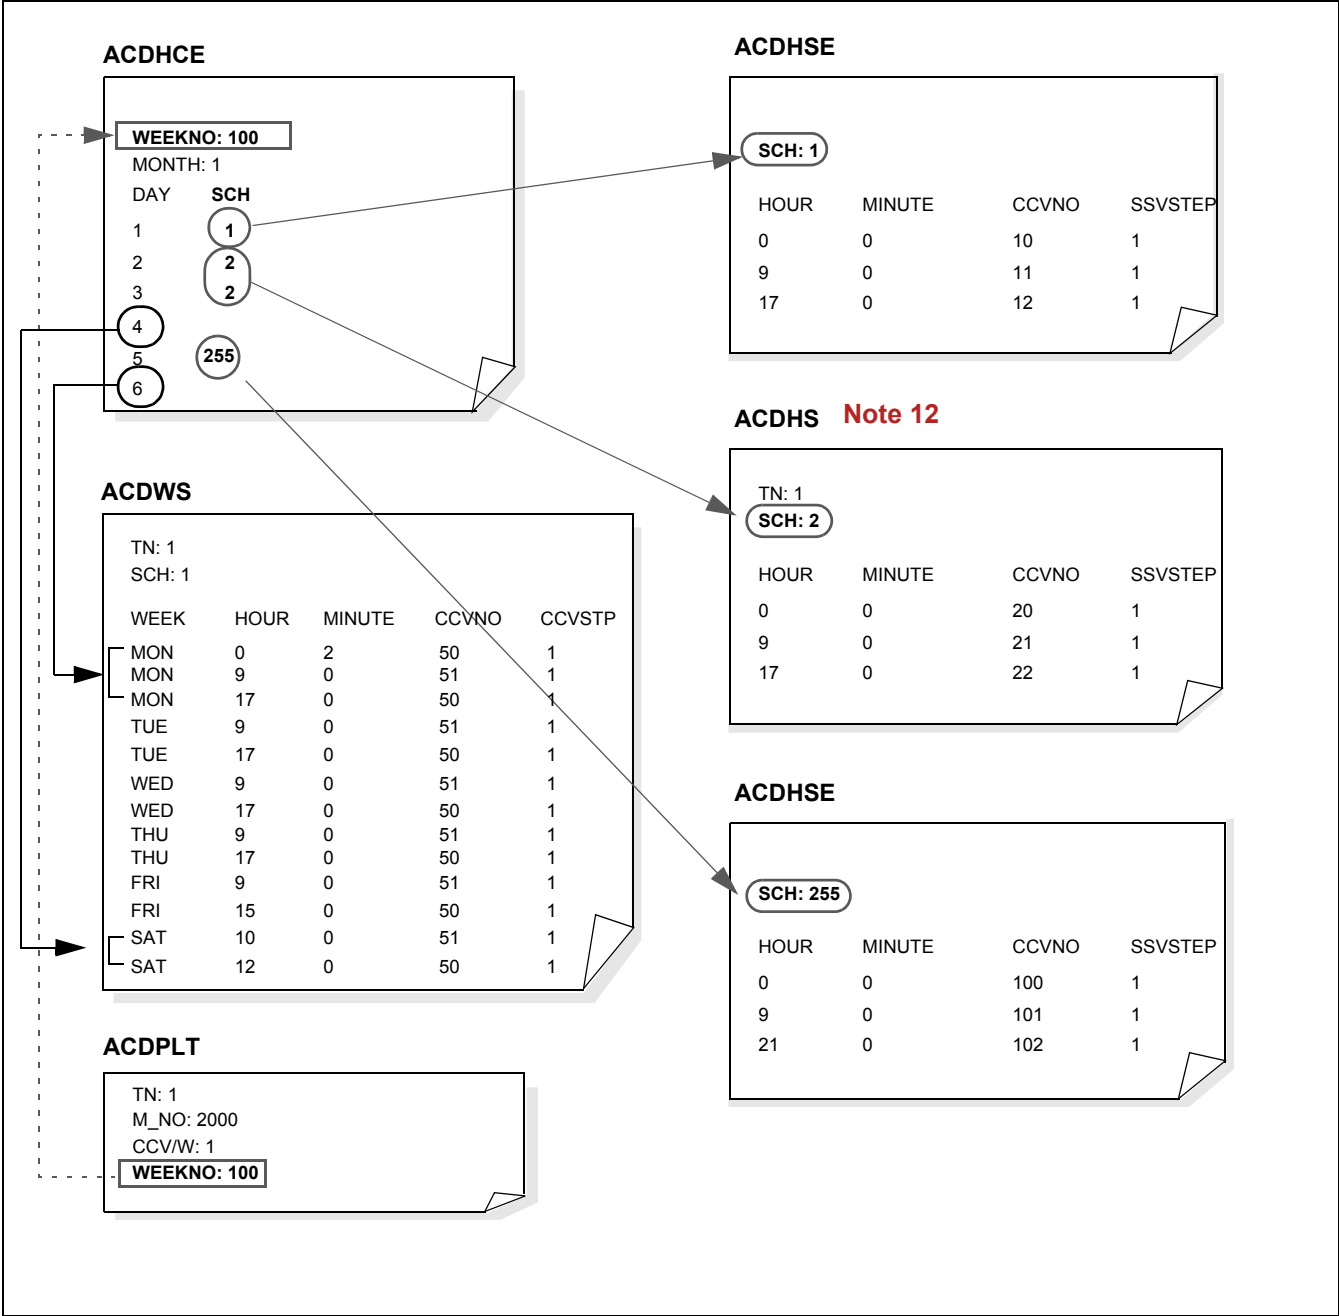 ACDHCE
WEEKNO: 100
MONTH: 1
DAY SCH
1 1
2 2
3 2
4
5 255
6
ACDWS
TN: 1
SCH: 1
WEEK HOUR MINUTE CCVNO CCVSTP
MON 0 2 50 1
MON 9 0 51 1
MON 17 0 50 1
TUE 9 0 51 1
TUE 17 0 50 1
WED 9 0 51 1
WED 17 0 50 1
THU 9 0 51 1
THU 17 0 50 1
FRI 9 0 51 1
FRI 15 0 50 1
SAT 10 0 51 1
SAT 12 0 50 1
ACDPLT
TN: 1
M_NO: 2000
CCV/W: 1
WEEKNO: 100
ACDHSE
SCH: 1
HOUR MINUTE CCVNO SSVSTEP
0 0 10 1
9 0 11 1
17 0 12 1
ACDHS Note 12
TN: 1
SCH: 2
HOUR MINUTE CCVNO SSVSTEP
0 0 20 1
9 0 21 1
17 0 22 1
ACDHSE
SCH: 255
HOUR MINUTE CCVNO SSVSTEP
0 0 100 1
9 0 101 1
21 0 102 1